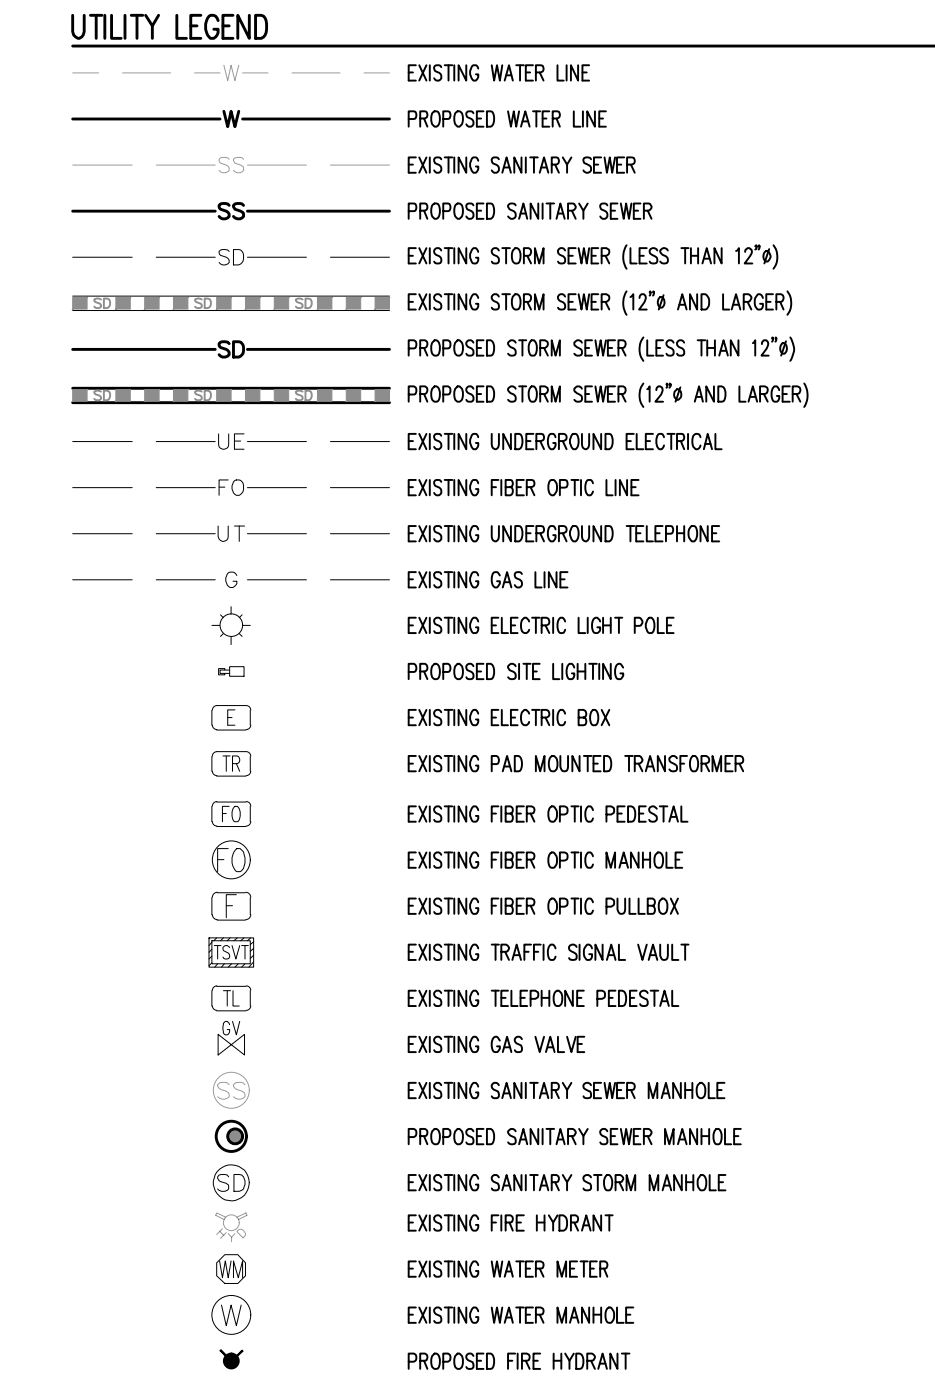 UTILITY LEGEND
W EXISTING WATER LINE
W PROPOSED WATER LINE
SS EXISTING SANITARY SEWER
SS PROPOSED SANITARY SEWER
SD EXISTING STORM SEWER (LESS THAN 12"ø)
SD SD SD EXISTING STORM SEWER (12"ø AND LARGER)
SD PROPOSED STORM SEWER (LESS THAN 12"ø)
SD SD SD PROPOSED STORM SEWER (12"ø AND LARGER)
UE EXISTING UNDERGROUND ELECTRICAL
FO EXISTING FIBER OPTIC LINE
UT EXISTING UNDERGROUND TELEPHONE
G EXISTING GAS LINE
EXISTING ELECTRIC LIGHT POLE
PROPOSED SITE LIGHTING
E EXISTING ELECTRIC BOX
TR EXISTING PAD MOUNTED TRANSFORMER
FO EXISTING FIBER OPTIC PEDESTAL
FO EXISTING FIBER OPTIC MANHOLE
F EXISTING FIBER OPTIC PULLBOX
TSVT EXISTING TRAFFIC SIGNAL VAULT
TL EXISTING TELEPHONE PEDESTAL
GV EXISTING GAS VALVE
SS EXISTING SANITARY SEWER MANHOLE
PROPOSED SANITARY SEWER MANHOLE
SD EXISTING SANITARY STORM MANHOLE
HYD EXISTING FIRE HYDRANT
WM EXISTING WATER METER
W EXISTING WATER MANHOLE
PROPOSED FIRE HYDRANT